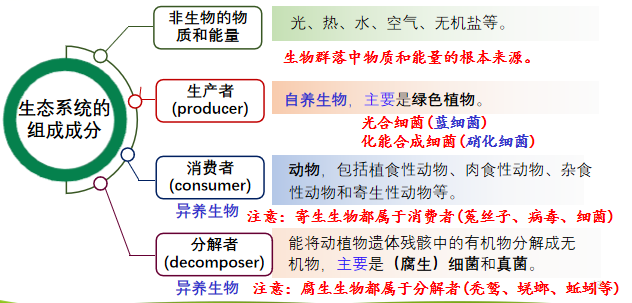 生态系统的
组成成分
非生物的物
质和能量
光、热、水、空气、无机盐等。
生物群落中物质和能量的根本来源。
生产者
(producer)
自养生物，主要是绿色植物。
光合细菌(蓝细菌)
化能合成细菌(硝化细菌)
消费者
(consumer)
异养生物
动物，包括植食性动物、肉食性动物、杂食
性动物和寄生性动物等。
注意：寄生生物都属于消费者(菟丝子、病毒、细菌)
分解者
(decomposer)
异养生物
能将动植物遗体残骸中的有机物分解成无
机物，主要是（腐生）细菌和真菌。
注意：腐生生物都属于分解者(秃鹫、蜣螂、蚯蚓等)